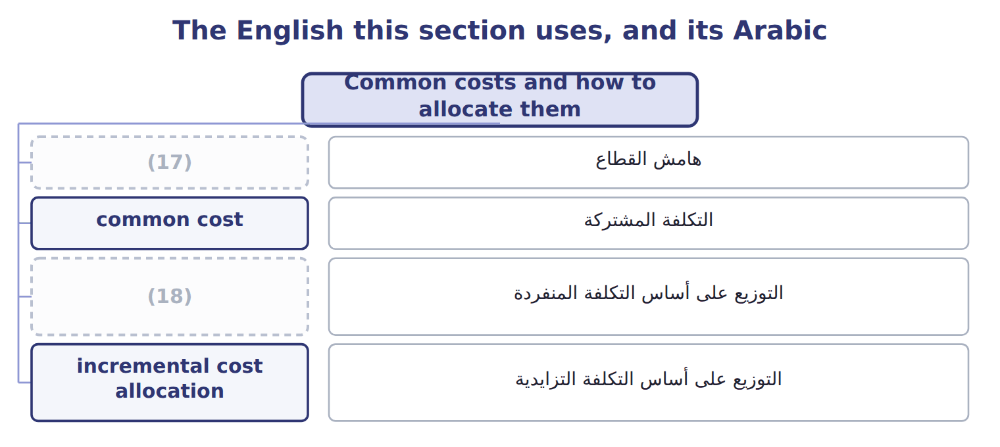 The English this section uses, and its Arabic
Common costs and how to
allocate them
(17)
هامش القطاع
common cost
التكلفة المشتركة
(18)
التوزيع على أساس التكلفة المنفردة
incremental cost
allocation
التوزيع على أساس التكلفة التزايدية